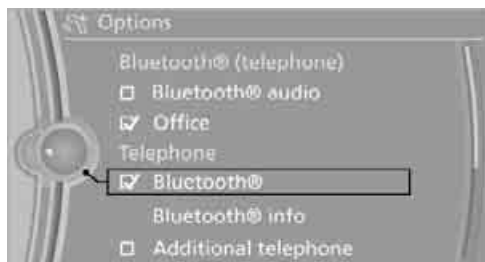 Options
Bluetooth® (telephone)
Bluetooth® audio
Office
Telephone
Bluetooth®
Bluetooth® info
Additional telephone